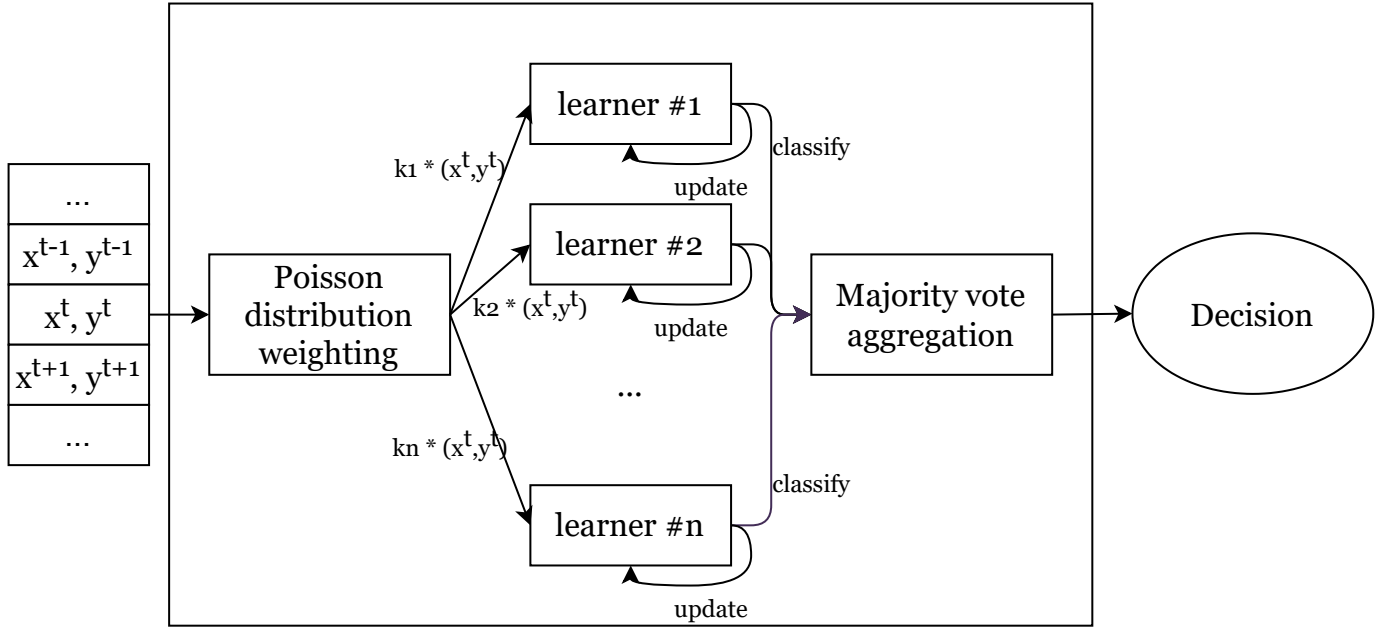 ...
x^t-1, y^t-1
x^t, y^t
x^t+1, y^t+1
...
Poisson
distribution
weighting
k1 * (x^t,y^t)
k2 * (x^t,y^t)
kn * (x^t,y^t)
learner #1
update
classify
learner #2
update
...
learner #n
update
classify
Majority vote
aggregation
Decision